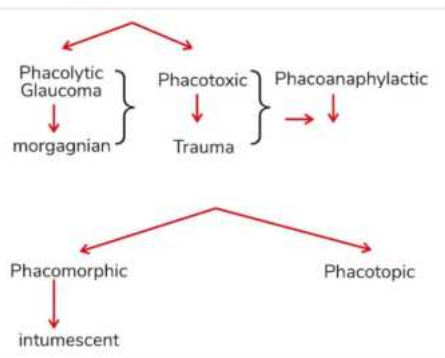 Phacolytic
Glaucoma
Phacotoxic
Phacoanaphylactic
morgagnian
Trauma
Phacomorphic
Phacotopic
intumescent